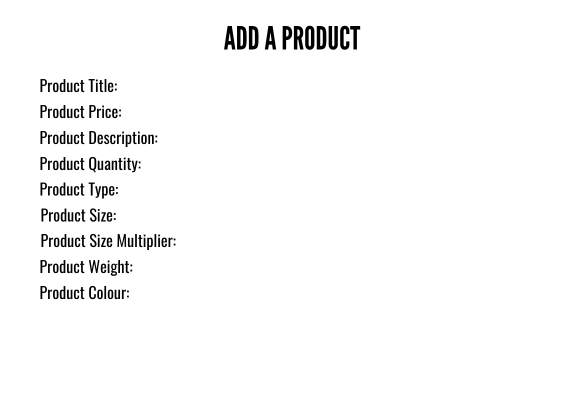 ADD A PRODUCT
Product Title:
Product Price:
Product Description:
Product Quantity:
Product Type:
Product Size:
Product Size Multiplier:
Product Weight:
Product Colour: